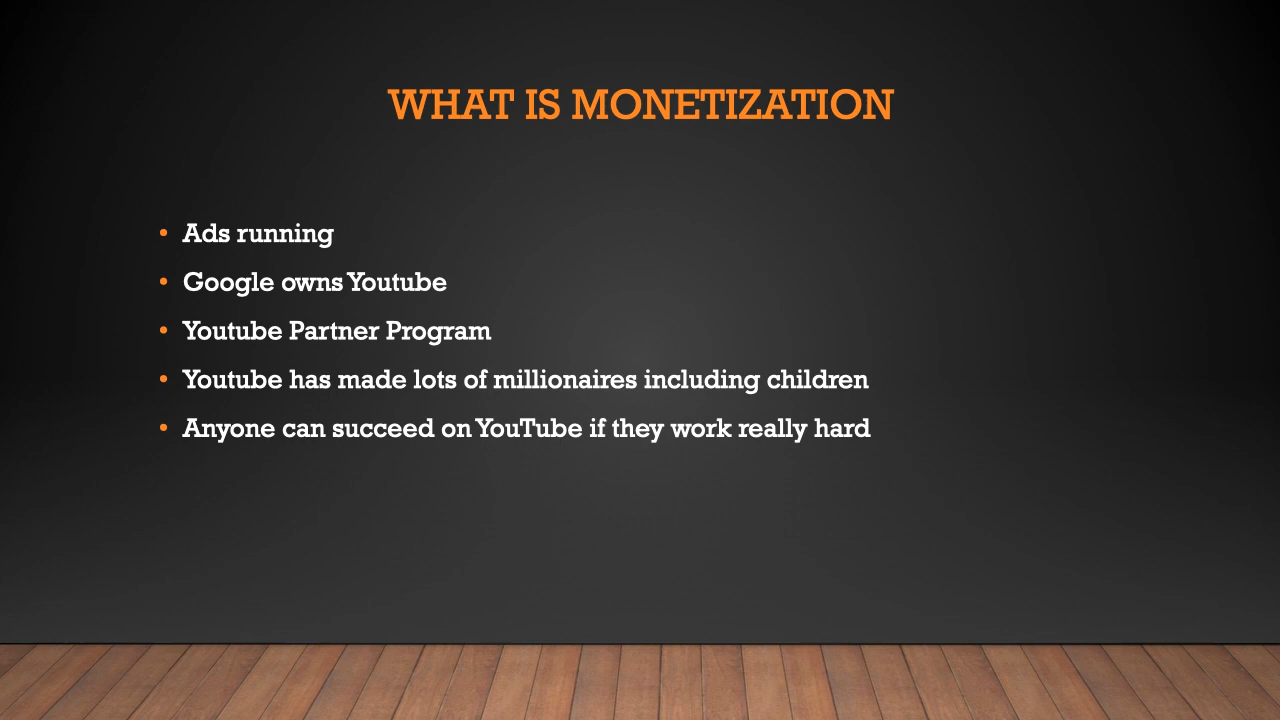 WHAT IS MONETIZATION
• Ads running
• Google owns Youtube
• Youtube Partner Program
• Youtube has made lots of millionaires including children
• Anyone can succeed on YouTube if they work really hard